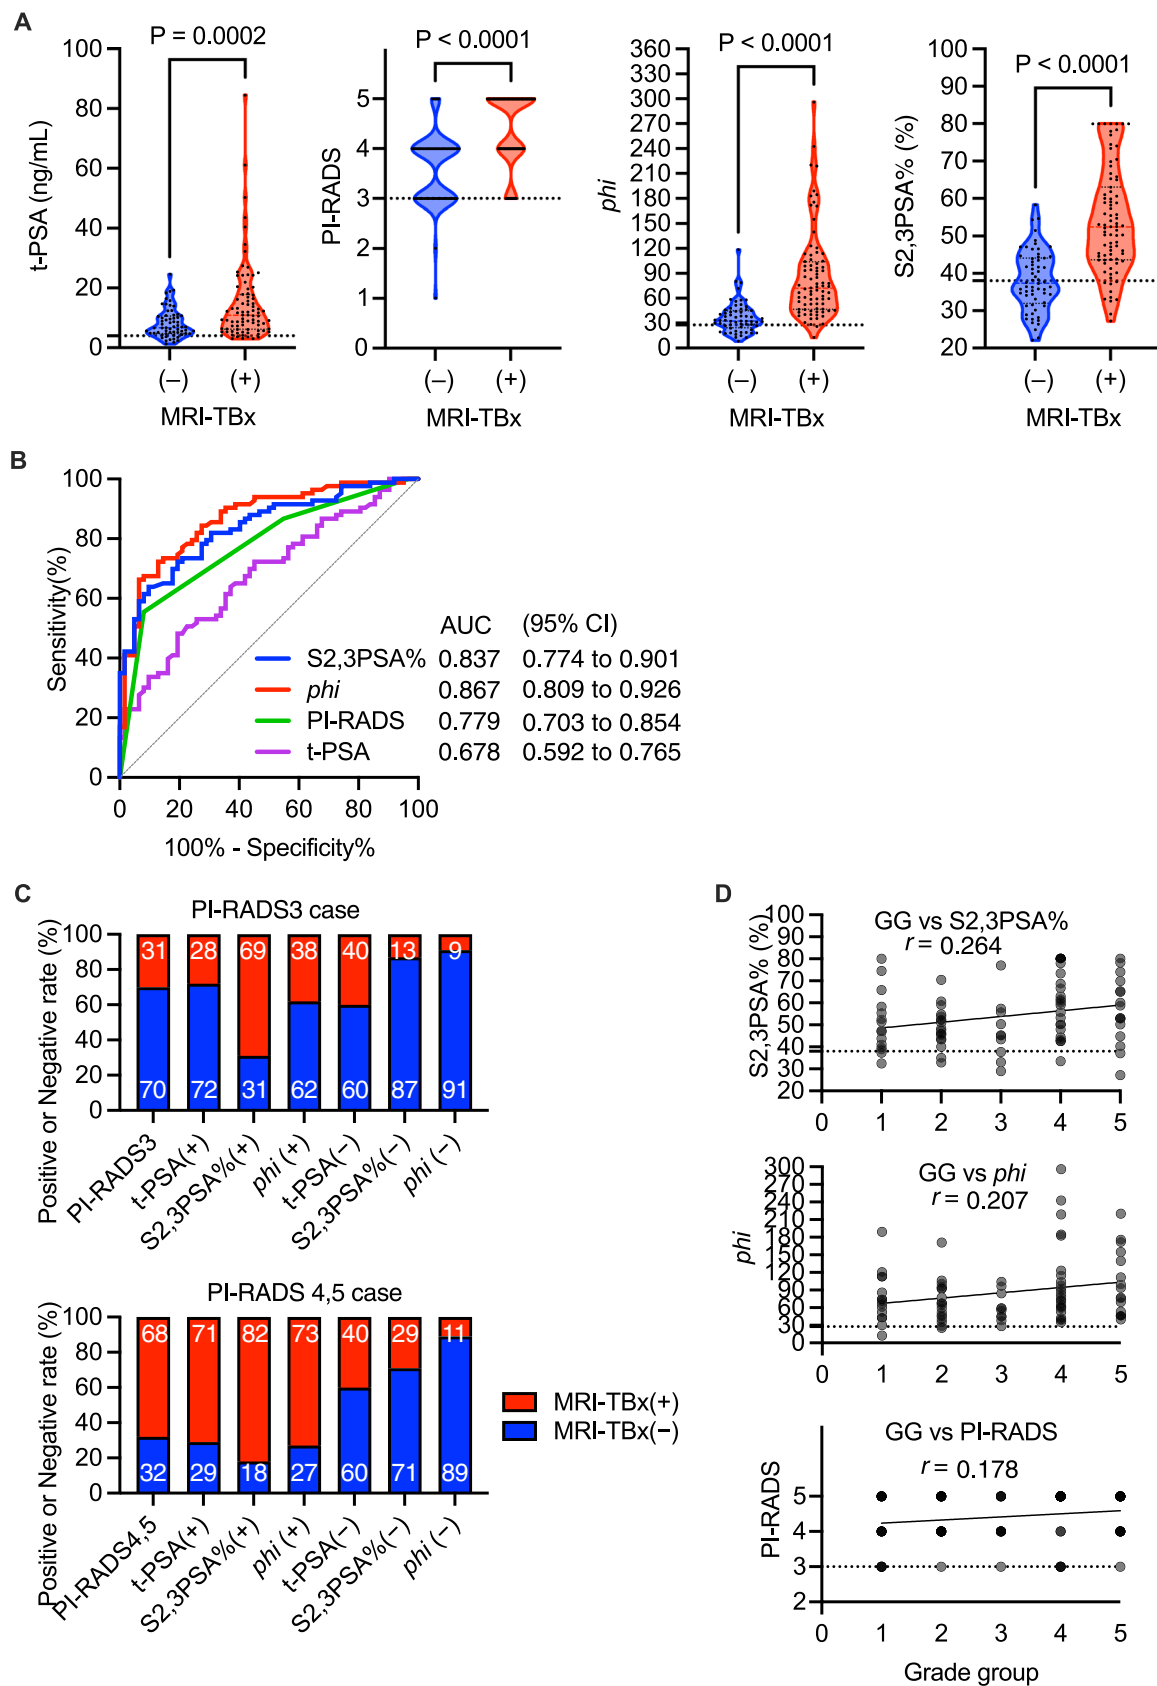 A
P = 0.0002
t-PSA (ng/mL)
100
80
60
40
20
0
(−)
(+)
MRI-TBx
P < 0.0001
PI-RADS
5
4
3
2
1
(−)
(+)
MRI-TBx
P < 0.0001
phi
360
330
300
270
240
210
180
150
120
90
60
30
0
(−)
(+)
MRI-TBx
P < 0.0001
S2,3PSA% (%)
100
90
80
70
60
50
40
30
20
(−)
(+)
MRI-TBx
B
Sensitivity(%)
100
80
60
40
20
0
0 20 40 60 80 100
100% - Specificity%
AUC (95% CI)
S2,3PSA% 0.837 0.774 to 0.901
phi 0.867 0.809 to 0.926
PI-RADS 0.779 0.703 to 0.854
t-PSA 0.678 0.592 to 0.765
C
PI-RADS3 case
Positive or Negative rate (%)
100
80
60
40
20
0
31 28 69 38 40 13 9
70 72 31 62 60 87 91
PI-RADS3
t-PSA(+)
S2,3PSA%(+)
phi (+)
t-PSA(−)
S2,3PSA%(−)
phi (−)
PI-RADS 4,5 case
Positive or Negative rate (%)
100
80
60
40
20
0
68 71 82 73 40 29 11
32 29 18 27 60 71 89
PI-RADS4,5
t-PSA(+)
S2,3PSA%(+)
phi (+)
t-PSA(−)
S2,3PSA%(−)
phi (−)
MRI-TBx(+)
MRI-TBx(−)
D
GG vs S2,3PSA%
r = 0.264
S2,3PSA% (%)
100
90
80
70
60
50
40
30
20
0 1 2 3 4 5
GG vs phi
r = 0.207
phi
300
270
240
210
180
150
120
90
60
30
0
0 1 2 3 4 5
GG vs PI-RADS
r = 0.178
PI-RADS
5
4
3
2
0 1 2 3 4 5
Grade group